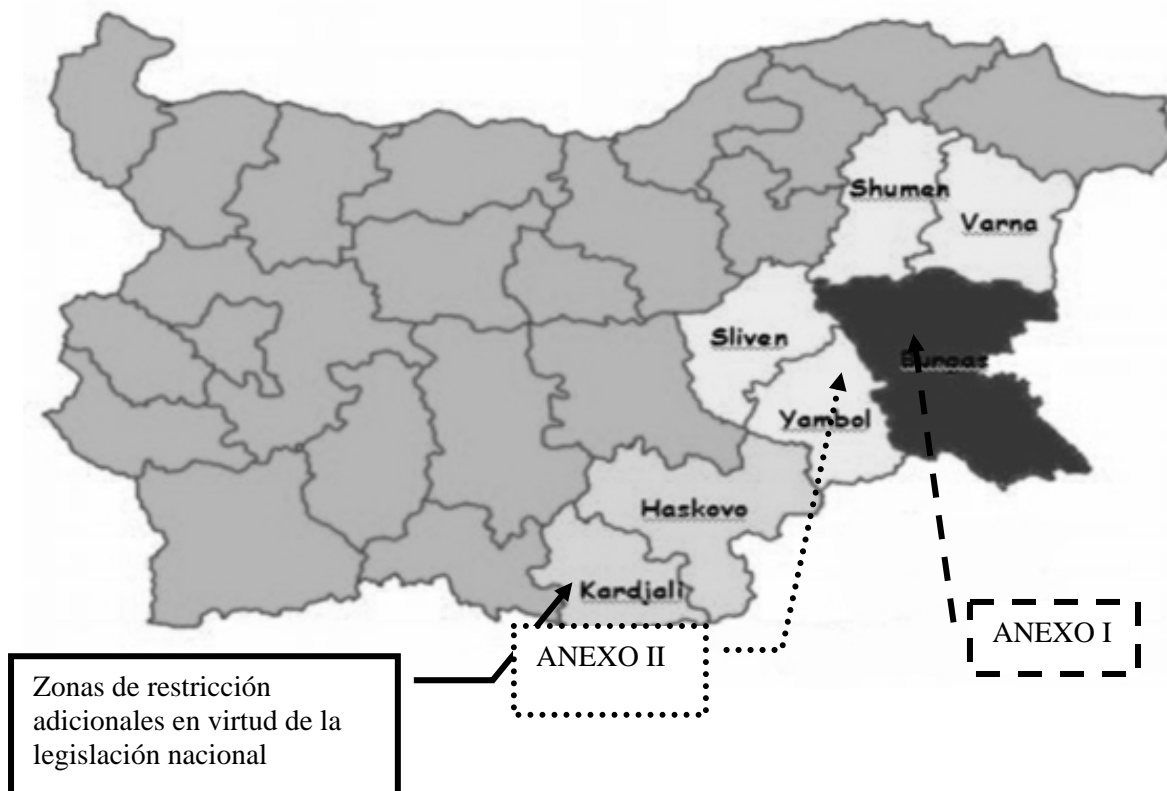 Shumen
Varna
Sliven
Burgas
Yambol
Haskovo
Kardjali
ANEXO II
ANEXO I
Zonas de restricción
adicionales en virtud de la
legislación nacional